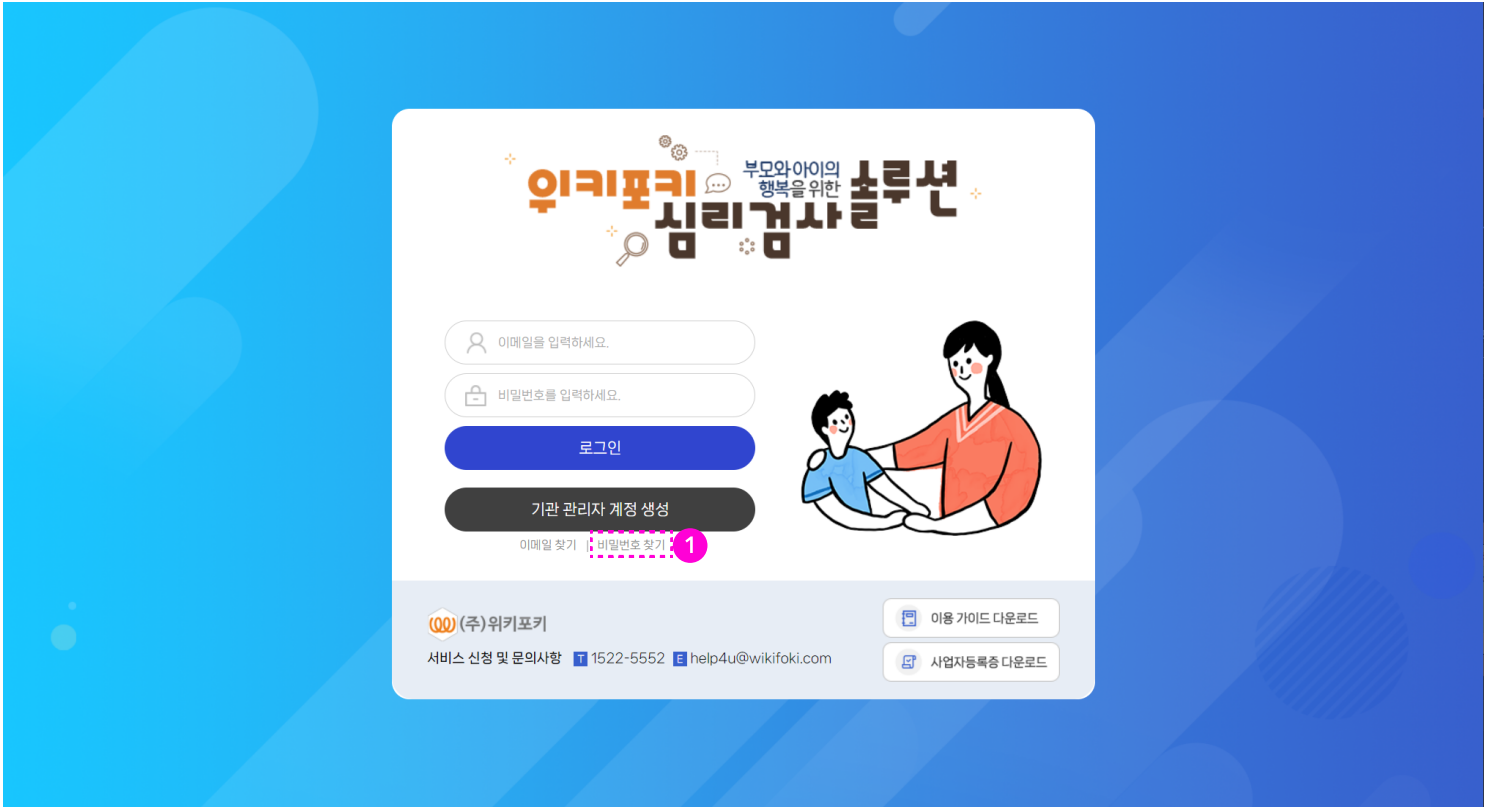 위키포키 부모와 아이의 행복을 위한 솔루션
심리검사
이메일을 입력하세요.
비밀번호를 입력하세요.
로그인
기관 관리자 계정 생성
이메일 찾기 | 비밀번호 찾기 1
(주)위키포키
서비스 신청 및 문의사항 T 1522-5552 E help4u@wikifoki.com
이용 가이드 다운로드
사업자등록증 다운로드